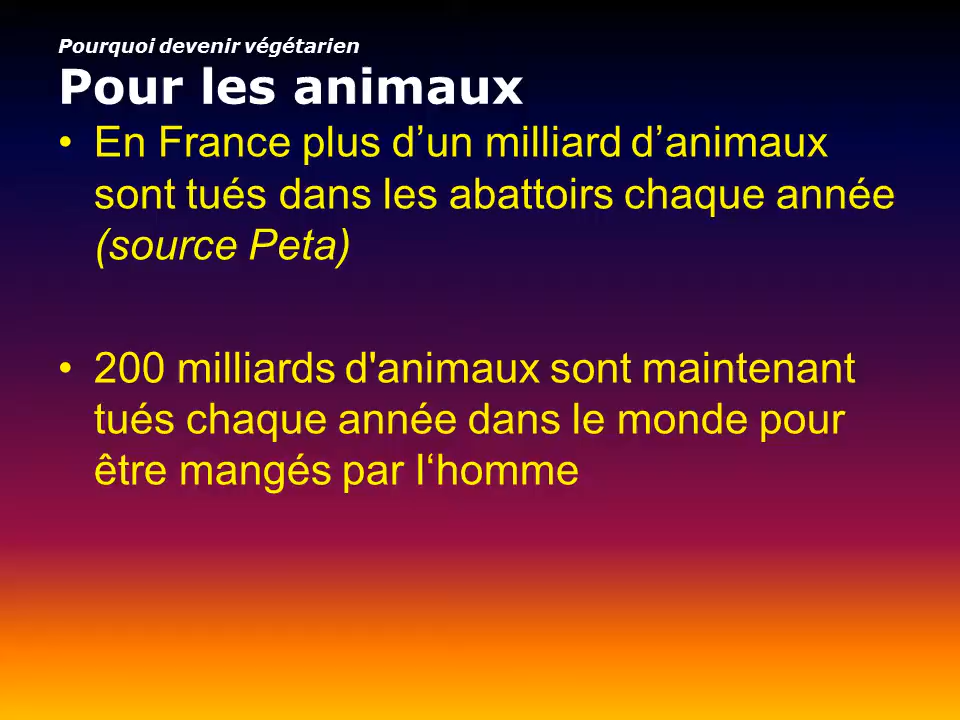 Pourquoi devenir végétarien
Pour les animaux
• En France plus d’un milliard d’animaux
sont tués dans les abattoirs chaque année
(source Peta)
• 200 milliards d'animaux sont maintenant
tués chaque année dans le monde pour
être mangés par l‘homme